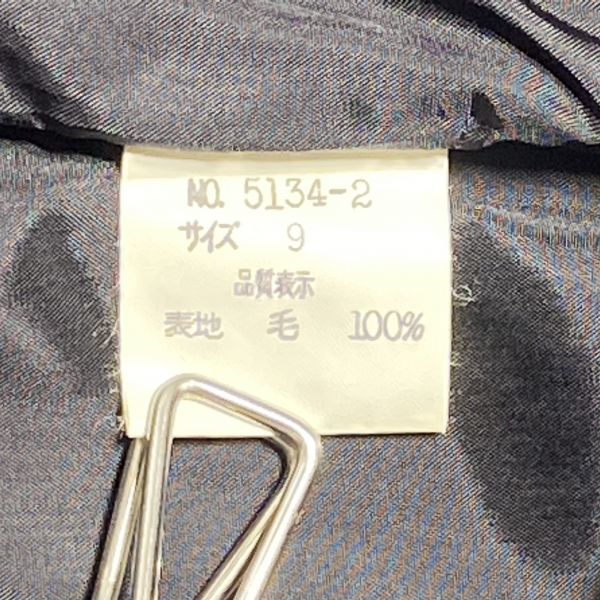 NO. 5134-2
サイズ 9
品質表示
表地 毛 100%